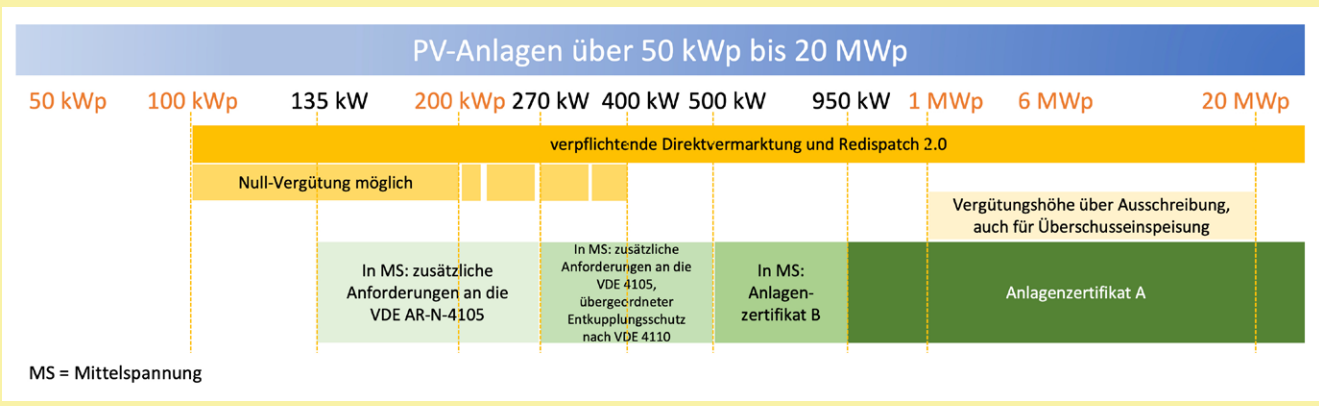 PV-Anlagen über 50 kWp bis 20 MWp
50 kWp 100 kWp 135 kW 200 kWp 270 kW 400 kW 500 kW 950 kW 1 MWp 6 MWp 20 MWp
verpflichtende Direktvermarktung und Redispatch 2.0
Null-Vergütung möglich
Vergütungshöhe über Ausschreibung,
auch für Überschusseinspeisung
In MS: zusätzliche
Anforderungen an die
VDE AR-N-4105
In MS: zusätzliche
Anforderungen an die
VDE 4105,
übergeordneter
Entkupplungsschutz
nach VDE 4110
In MS:
Anlagen-
zertifikat B
Anlagenzertifikat A
MS = Mittelspannung